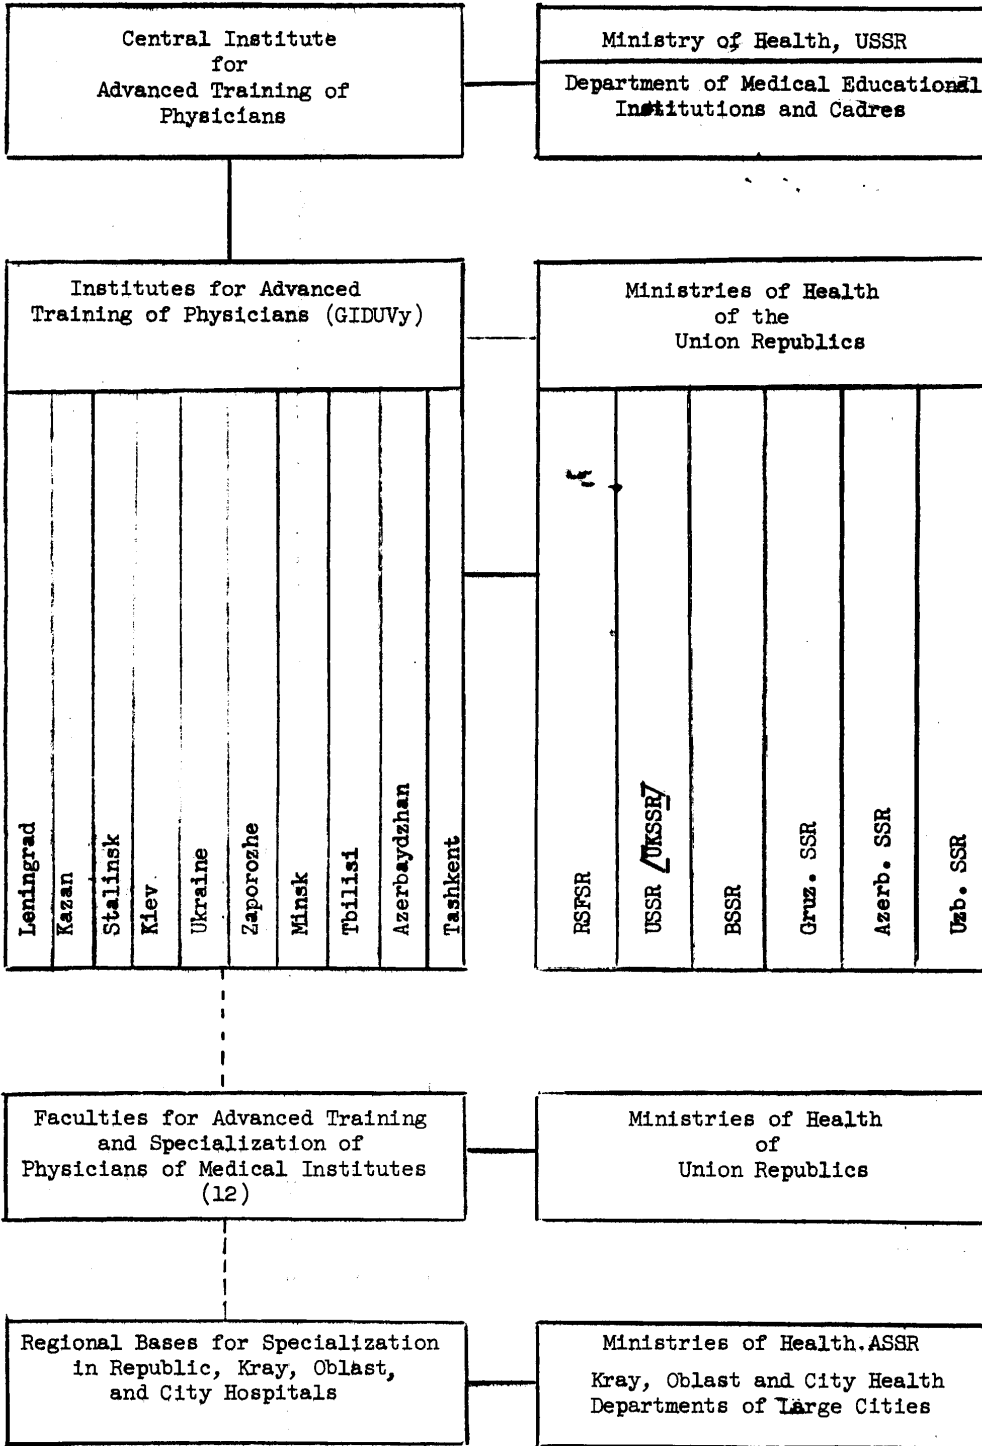 Central Institute
for
Advanced Training of
Physicians
Ministry of Health, USSR
Department of Medical Educational
Institutions and Cadres
Institutes for Advanced
Training of Physicians (GIDUVy)
Ministries of Health
of the
Union Republics
Leningrad
Kazan
Stalinsk
Kiev
Ukraine
Zaporozhe
Minsk
Tbilisi
Azerbaydzhan
Tashkent
RSFSR
USSR [UKSSR]
BSSR
Gruz. SSR
Azerb. SSR
Uzb. SSR
Faculties for Advanced Training
and Specialization of
Physicians of Medical Institutes
(12)
Ministries of Health
of
Union Republics
Regional Bases for Specialization
in Republic, Kray, Oblast,
and City Hospitals
Ministries of Health.ASSR
Kray, Oblast and City Health
Departments of Large Cities